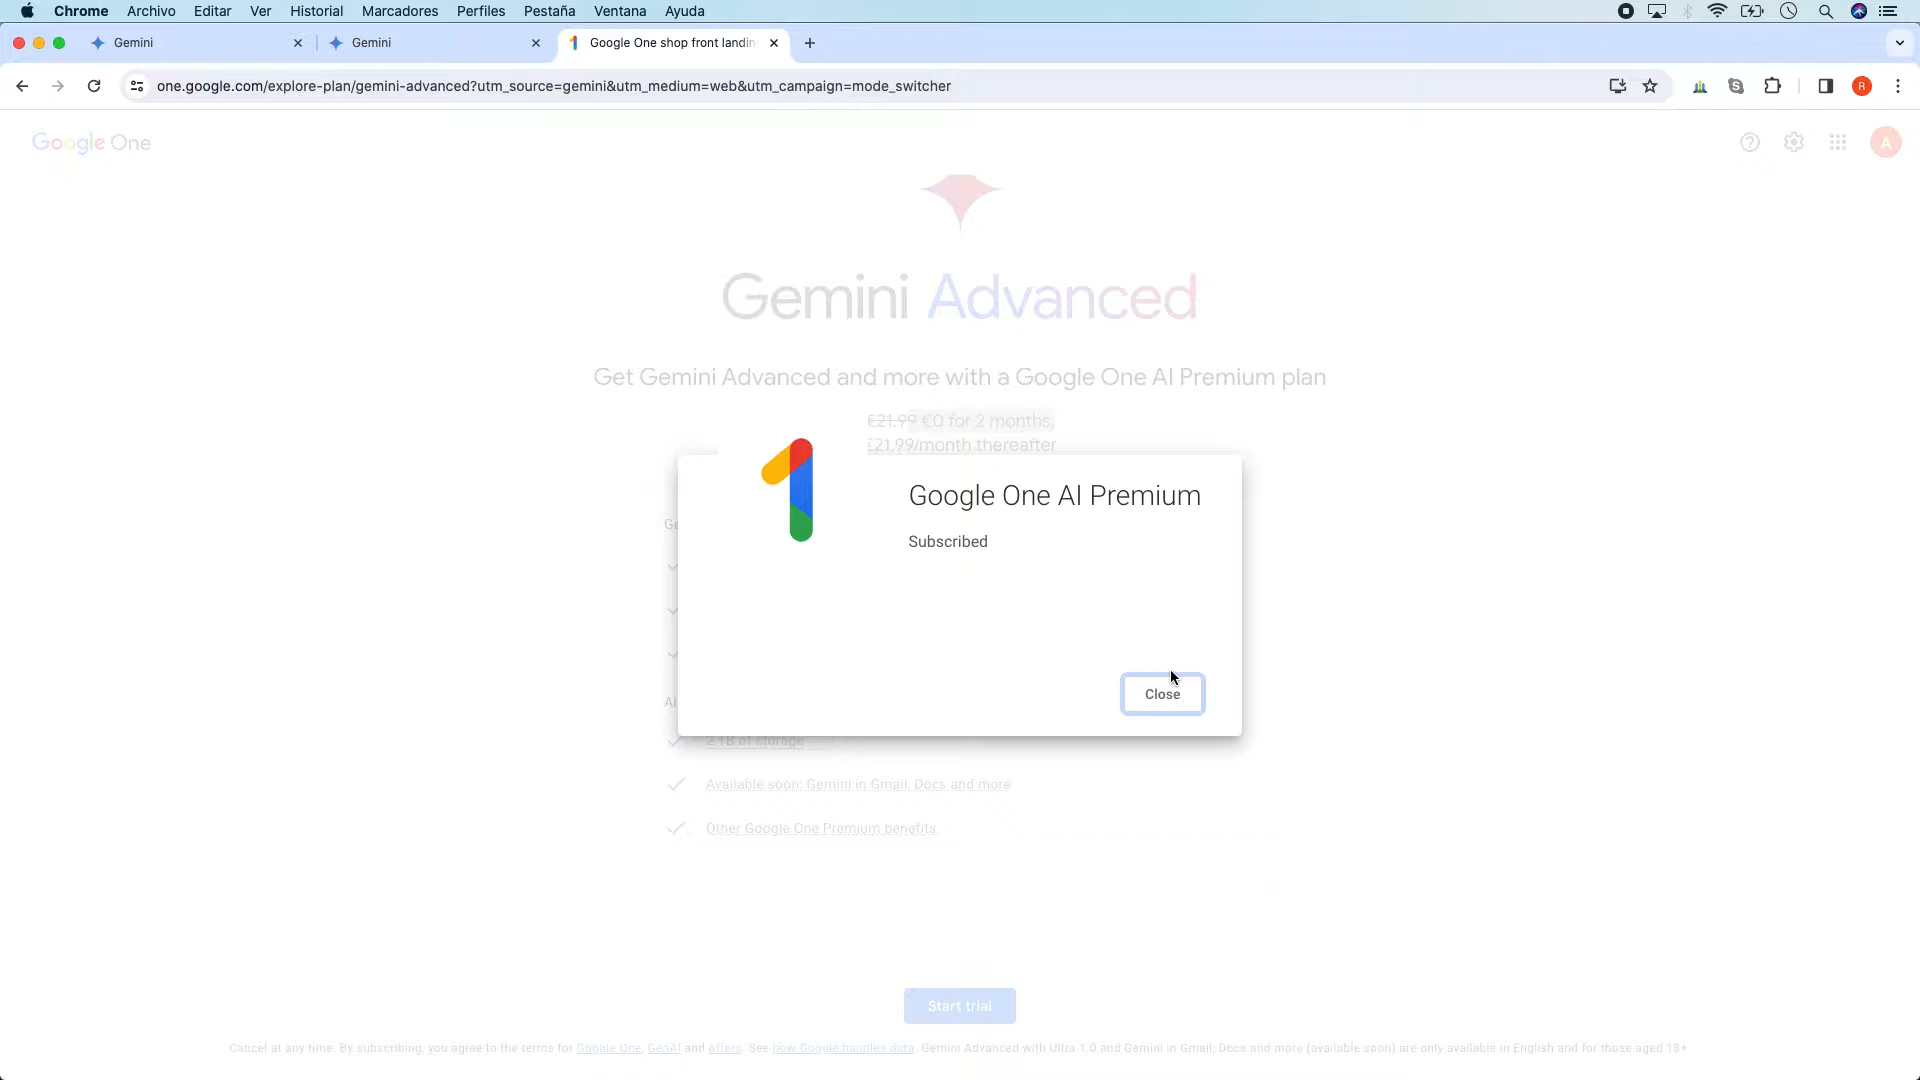 Chrome Archivo Editar Ver Historial Marcadores Perfiles Pestaña Ventana Ayuda
Gemini
Gemini
Google One shop front landin
one.google.com/explore-plan/gemini-advanced?utm_source=gemini&utm_medium=web&utm_campaign=mode_switcher
R
Google One
A
Gemini Advanced
Get Gemini Advanced and more with a Google One AI Premium plan
€21.99 €0 for 2 months,
€21.99/month thereafter
Google One AI Premium
Subscribed
Close
2 TB of storage
Available soon: Gemini in Gmail, Docs and more
Other Google One Premium benefits
Start trial
Cancel at any time. By subscribing, you agree to the terms for Google One, GenAI and offers. See how Google handles data. Gemini Advanced with Ultra 1.0 and Gemini in Gmail, Docs and more (available soon) are only available in English and for those aged 18+